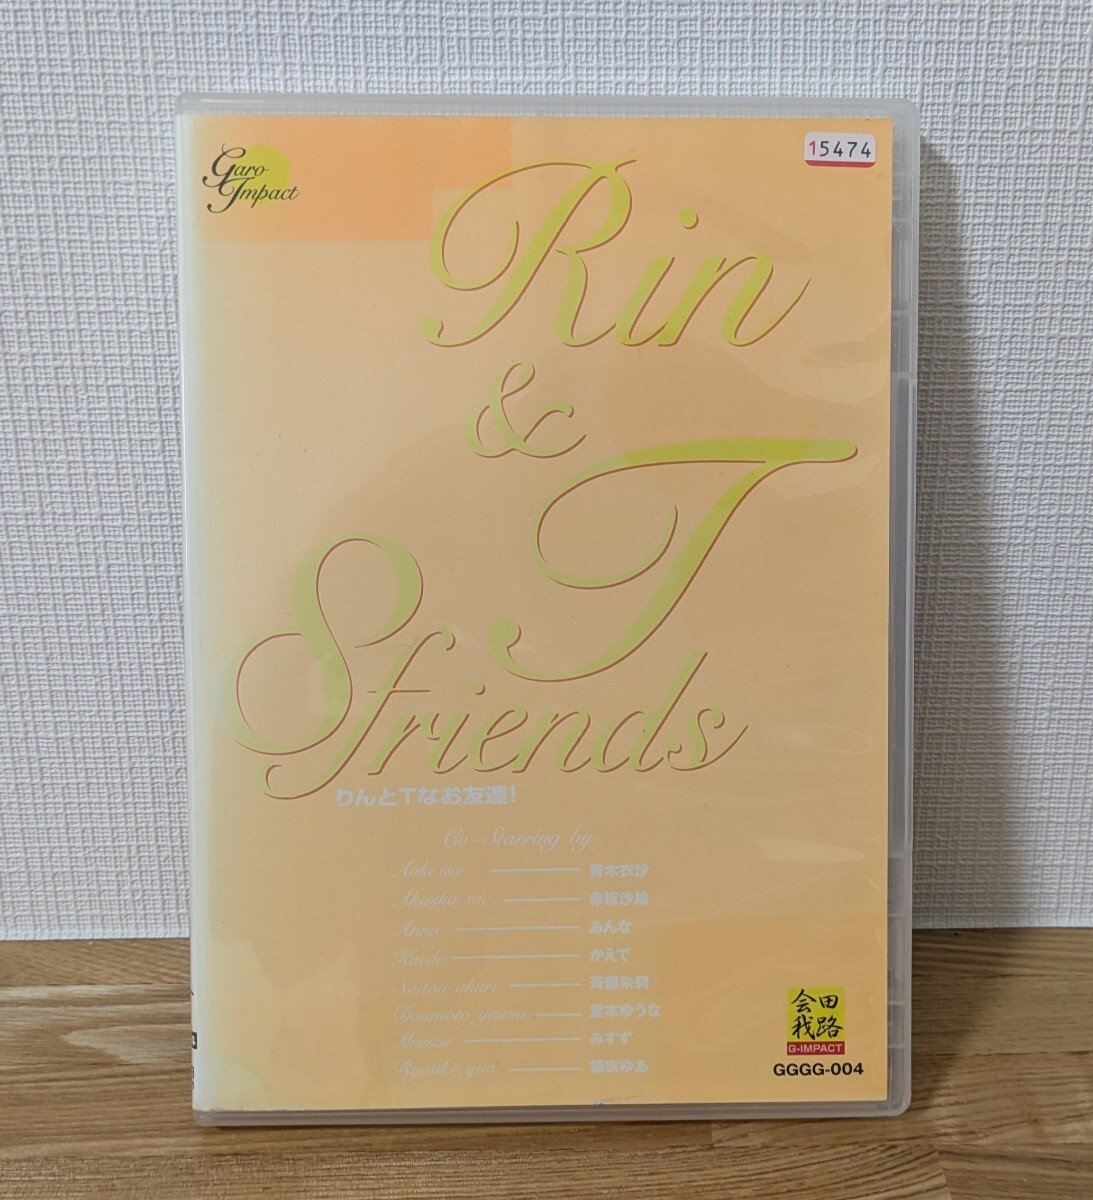 Garo
Impact
15474
Rin
&
T
friends
りんとTなお友達!
Co-Starring by
Aoki isa 青木衣沙
Akaska sae 赤坂沙絵
Anna あんな
Kaede かえで
Saitou akari 斉藤朱莉
Doumoto yuuna 堂本ゆうな
Misuzu みすず
Ryouke yua 領家ゆあ
会田
我路
G-IMPACT
GGGG-004